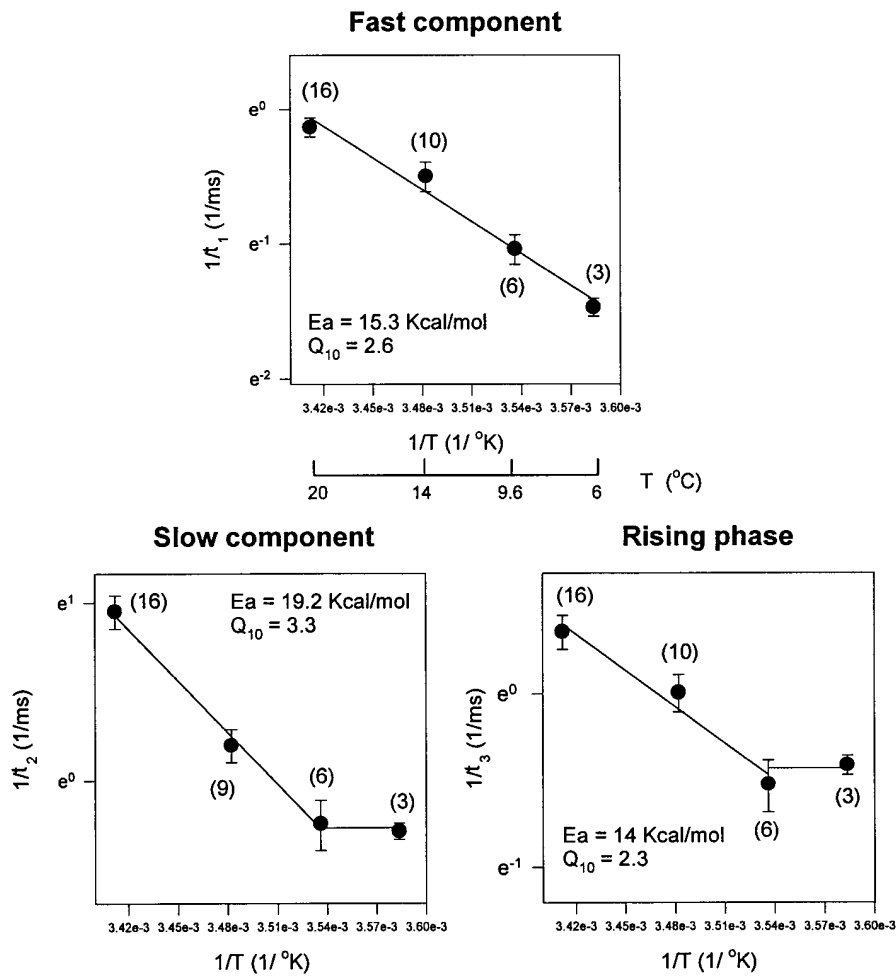 Fast component
e⁰
e⁻¹
e⁻²
1/t₁ (1/ms)
(16)
(10)
(6)
(3)
Ea = 15.3 Kcal/mol
Q₁₀ = 2.6
3.42e-3 3.45e-3 3.48e-3 3.51e-3 3.54e-3 3.57e-3 3.60e-3
1/T (1/ °K)
20 14 9.6 6 T (°C)
Slow component
e¹
e⁰
1/t₂ (1/ms)
(16)
Ea = 19.2 Kcal/mol
Q₁₀ = 3.3
(9)
(6)
(3)
3.42e-3 3.45e-3 3.48e-3 3.51e-3 3.54e-3 3.57e-3 3.60e-3
1/T (1/ °K)
Rising phase
e⁰
e⁻¹
1/t₃ (1/ms)
(16)
(10)
(6)
(3)
Ea = 14 Kcal/mol
Q₁₀ = 2.3
3.42e-3 3.45e-3 3.48e-3 3.51e-3 3.54e-3 3.57e-3 3.60e-3
1/T (1/ °K)